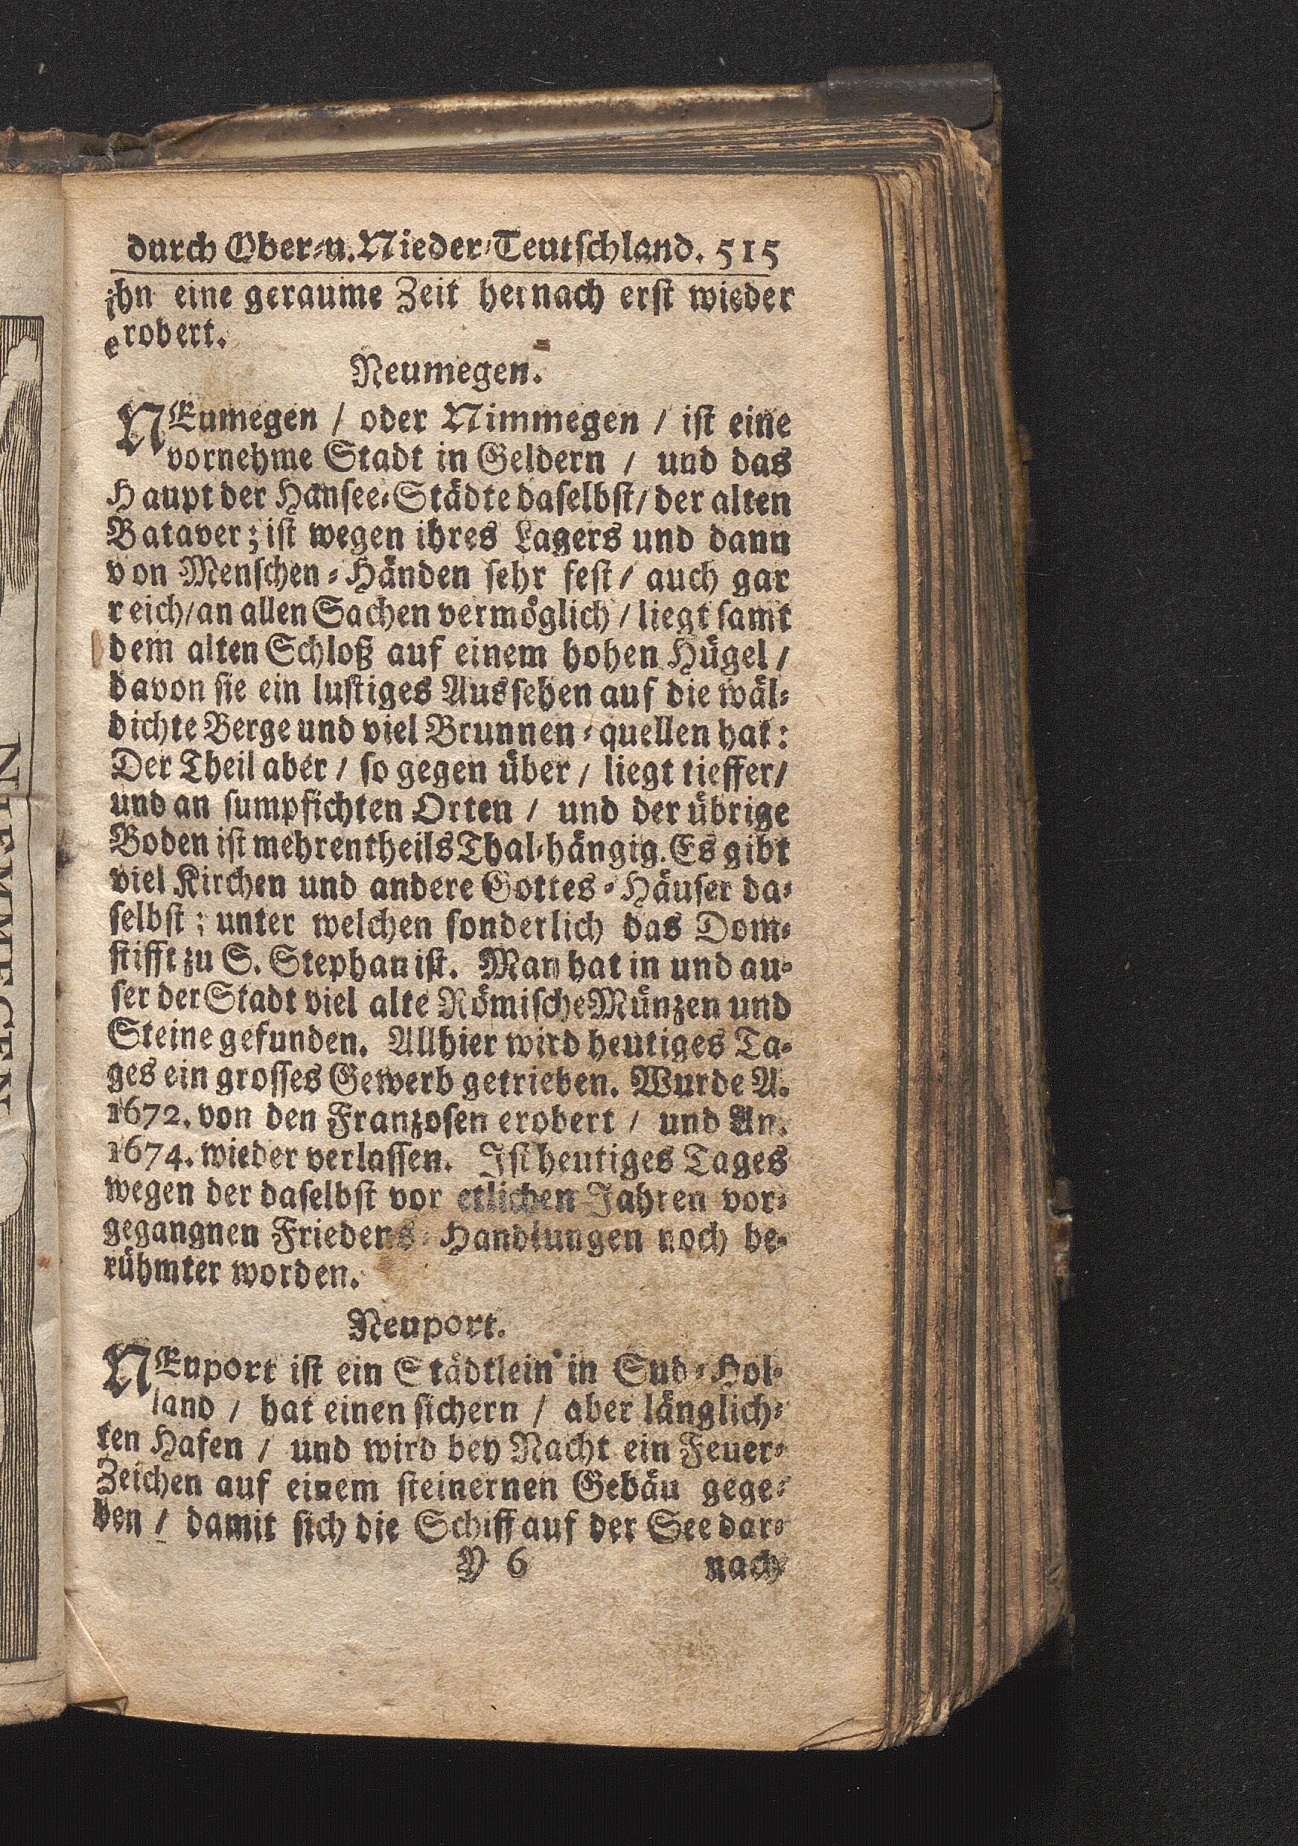 durch Ober-u. Nieder-Teutschland. 515
ihn eine geraume Zeit hernach erst wieder
erobert.
Neumegen.
NEumegen / oder Nimmegen / ist eine
vornehme Stadt in Geldern / und das
Haupt der Hansee-Städte daselbst / der alten
Bataver; ist wegen ihres Lagers und dann
von Menschen-Händen sehr fest / auch gar
reich / an allen Sachen vermöglich / liegt samt
dem alten Schloß auf einem hohen Hügel /
davon sie ein lustiges Aussehen auf die wäl-
dichte Berge und viel Brunnen-quellen hat:
Der Theil aber / so gegen über / liegt tieffer /
und an sumpfichten Orten / und der übrige
Boden ist mehrentheils Thal-hängig. Es gibt
viel Kirchen und andere Gottes-Häuser da-
selbst; unter welchen sonderlich das Dom-
stifft zu S. Stephan ist. Man hat in und au-
ser der Stadt viel alte Römische Münzen und
Steine gefunden. Allhier wird heutiges Ta-
ges ein grosses Gewerb getrieben. Wurde A.
1672. von den Franzosen erobert / und An.
1674. wieder verlassen. Ist heutiges Tages
wegen der daselbst vor etlichen Jahren vor-
gegangnen Friedens-Handlungen noch be-
rühmter worden.
Neuport.
NEuport ist ein Städtlein in Sud-Hol-
land / hat einen sichern / aber länglich-
ten Hafen / und wird bey Nacht ein Feuer-
Zeichen auf einem steinernen Gebäu gege-
ben / damit sich die Schiff auf der See dar-
Y 6 nach
NIEMMEGEN